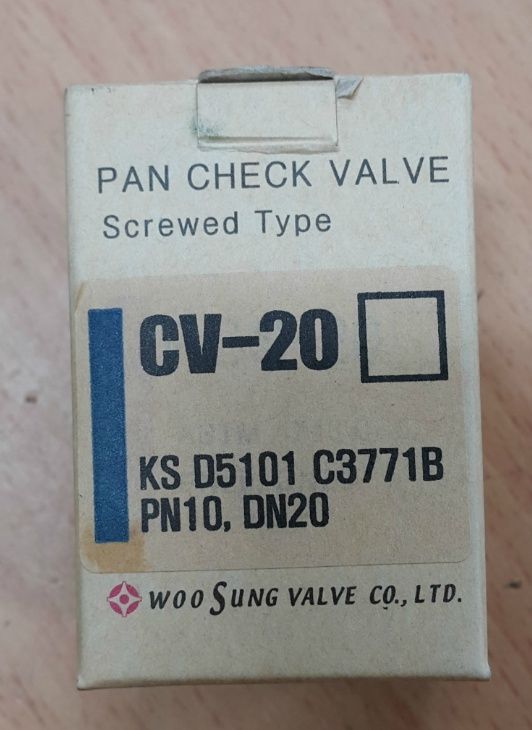 PAN CHECK VALVE
Screwed Type
CV-20
KS D5101 C3771B
PN10, DN20
WOO SUNG VALVE CO., LTD.